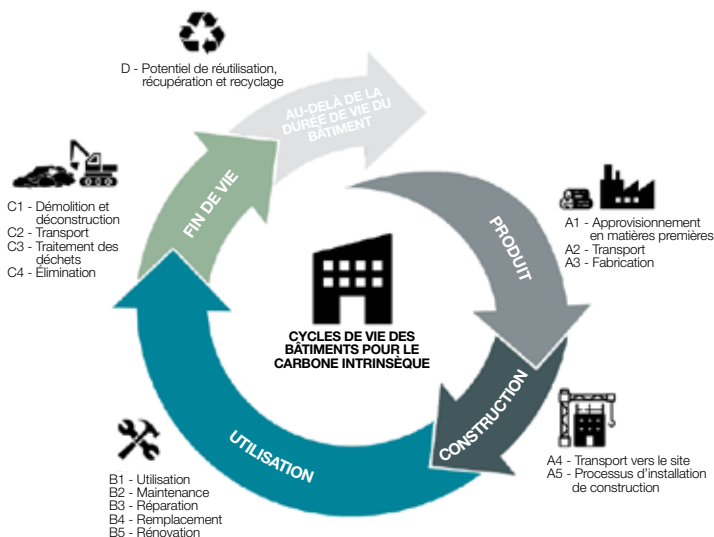 D - Potentiel de réutilisation,
récupération et recyclage
AU-DELÀ DE LA
DURÉE DE VIE DU
BÂTIMENT
FIN DE VIE
C1 - Démolition et
déconstruction
C2 - Transport
C3 - Traitement des
déchets
C4 - Élimination
PRODUIT
A1 - Approvisionnement
en matières premières
A2 - Transport
A3 - Fabrication
CYCLES DE VIE DES
BÂTIMENTS POUR LE
CARBONE INTRINSÈQUE
CONSTRUCTION
A4 - Transport vers le site
A5 - Processus d'installation
de construction
UTILISATION
B1 - Utilisation
B2 - Maintenance
B3 - Réparation
B4 - Remplacement
B5 - Rénovation